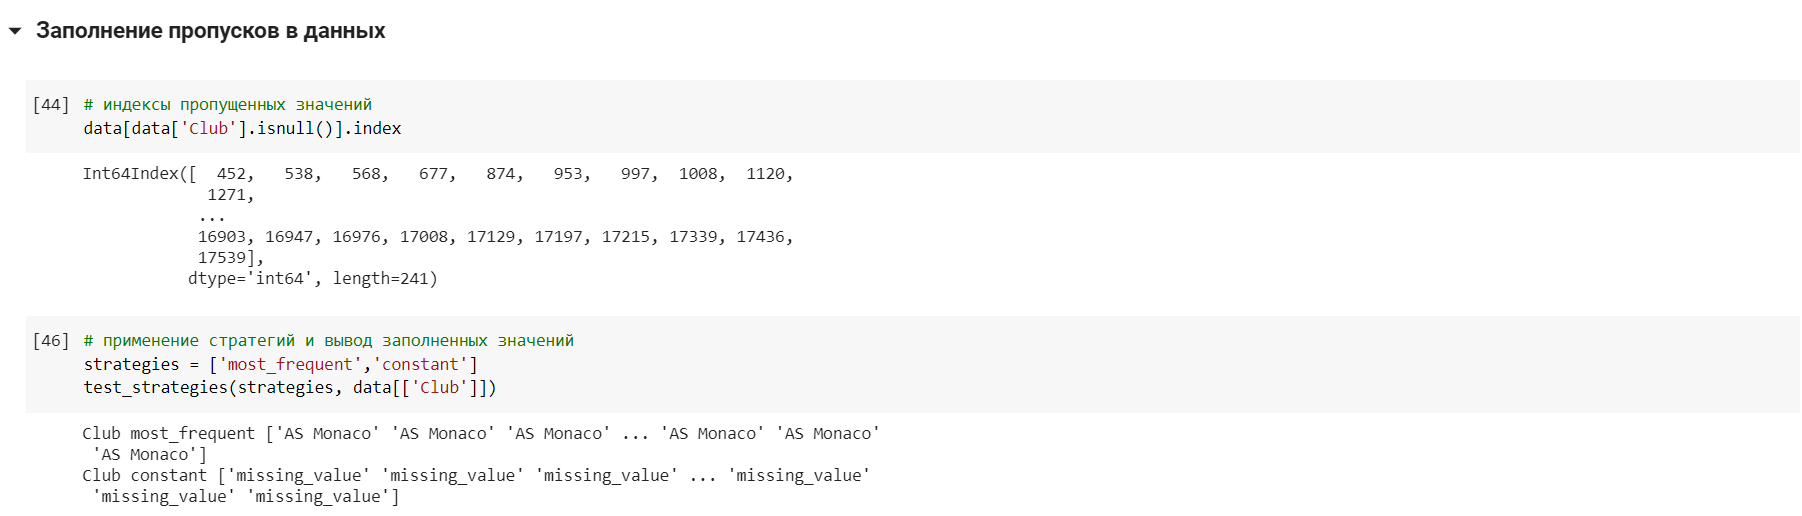 Заполнение пропусков в данных
[44] # индексы пропущенных значений
data[data['Club'].isnull()].index
Int64Index([  452,   538,   568,   677,   874,   953,   997,  1008,  1120,
             1271,
            ...
            16903, 16947, 16976, 17008, 17129, 17197, 17215, 17339, 17436,
            17539],
           dtype='int64', length=241)
[46] # применение стратегий и вывод заполненных значений
strategies = ['most_frequent','constant']
test_strategies(strategies, data[['Club']])
Club most_frequent ['AS Monaco' 'AS Monaco' 'AS Monaco' ... 'AS Monaco' 'AS Monaco'
 'AS Monaco']
Club constant ['missing_value' 'missing_value' 'missing_value' ... 'missing_value'
 'missing_value' 'missing_value']